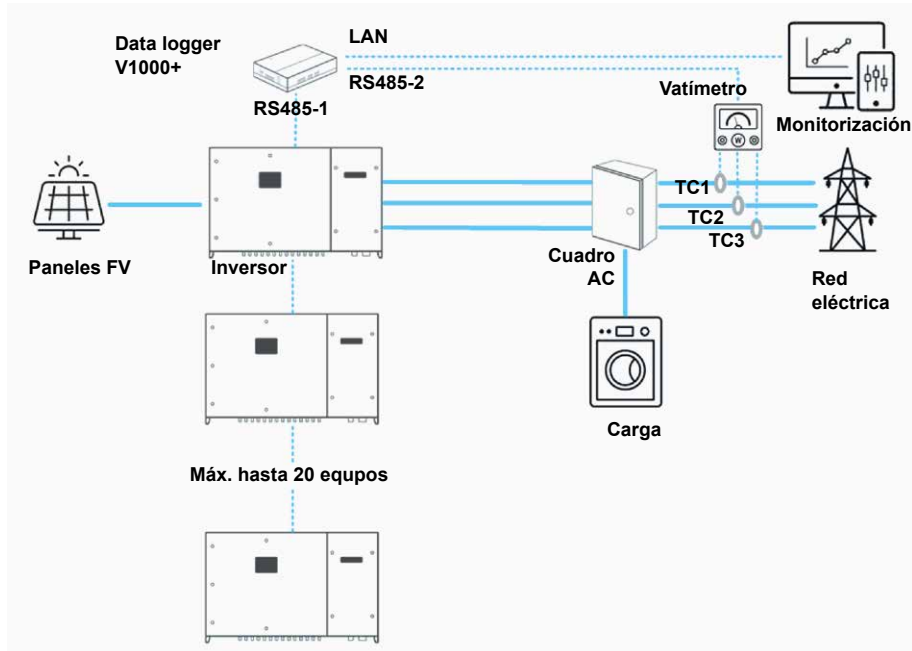 Data logger
V1000+
LAN
RS485-2
RS485-1
Vatímetro
W
Monitorización
TC1
TC2
TC3
Paneles FV
Inversor
Cuadro
AC
Red
eléctrica
Carga
Máx. hasta 20 equpos